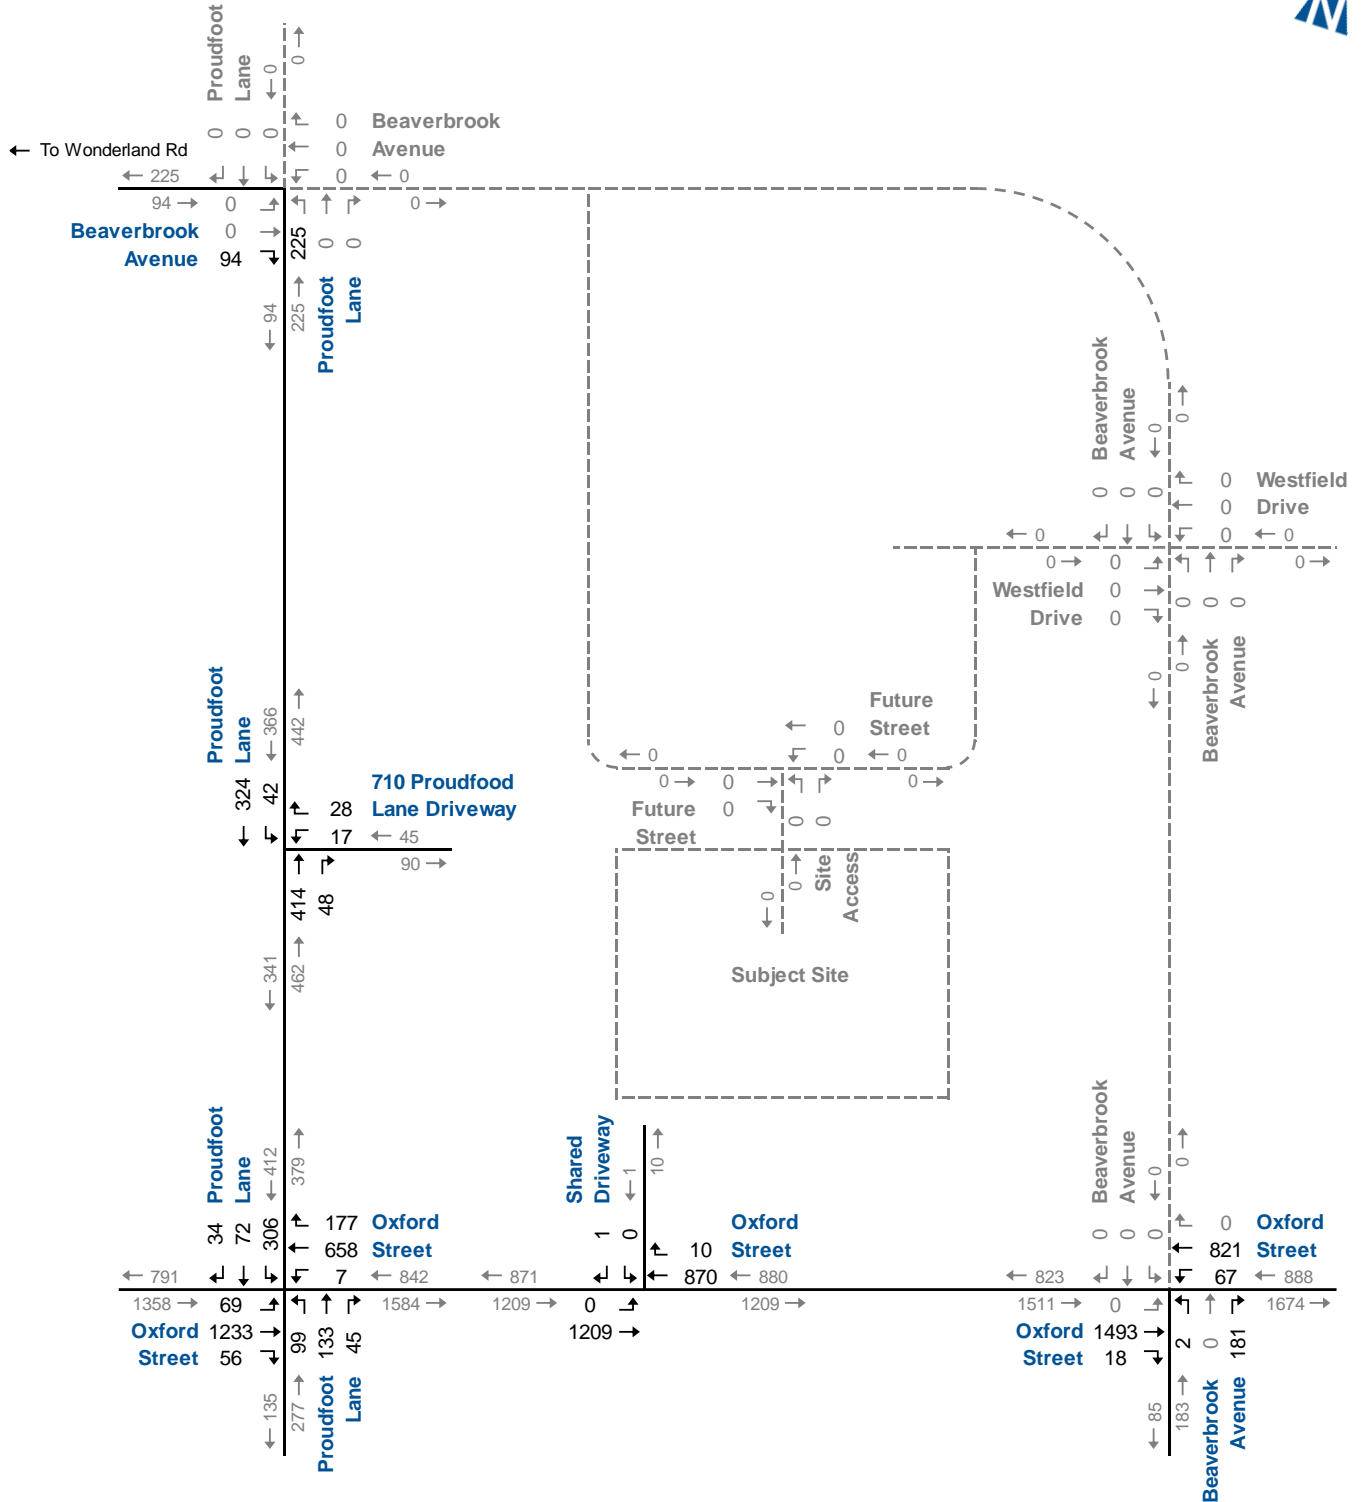 N
Proudfoot
Lane
0
0
0
0
0
0 Beaverbrook
0 Avenue
0 0
To Wonderland Rd
225
94 0
Beaverbrook 0
Avenue 94
225
0
0
0
94
225
Proudfoot
Lane
Beaverbrook
Avenue
0
0
0
0
0
0 Westfield
0 Drive
0 0
0
0 0
Westfield 0
Drive 0
0
0
0
0
0
0
Beaverbrook
Avenue
Proudfoot
Lane
366
442
324
42
710 Proudfood
28 Lane Driveway
17 45
90
414
48
341
462
Future
0 Street
0 0
0
0 0
0
Future 0
Street
0
0
0
0
Site
Access
Subject Site
Proudfoot
Lane
412
379
34
72
306
177 Oxford
658 Street
7 842
791
1358 69
Oxford 1233
Street 56
1584
99
133
45
135
277
Proudfoot
Lane
Shared
Driveway
1
10
1
0
10 Oxford
870 Street
880
871
1209 0
1209
1209
Beaverbrook
Avenue
0
0
0
0
0
0 Oxford
821 Street
67 888
823
1511 0
Oxford 1493
Street 18
1674
2
0
181
85
183
Beaverbrook
Avenue